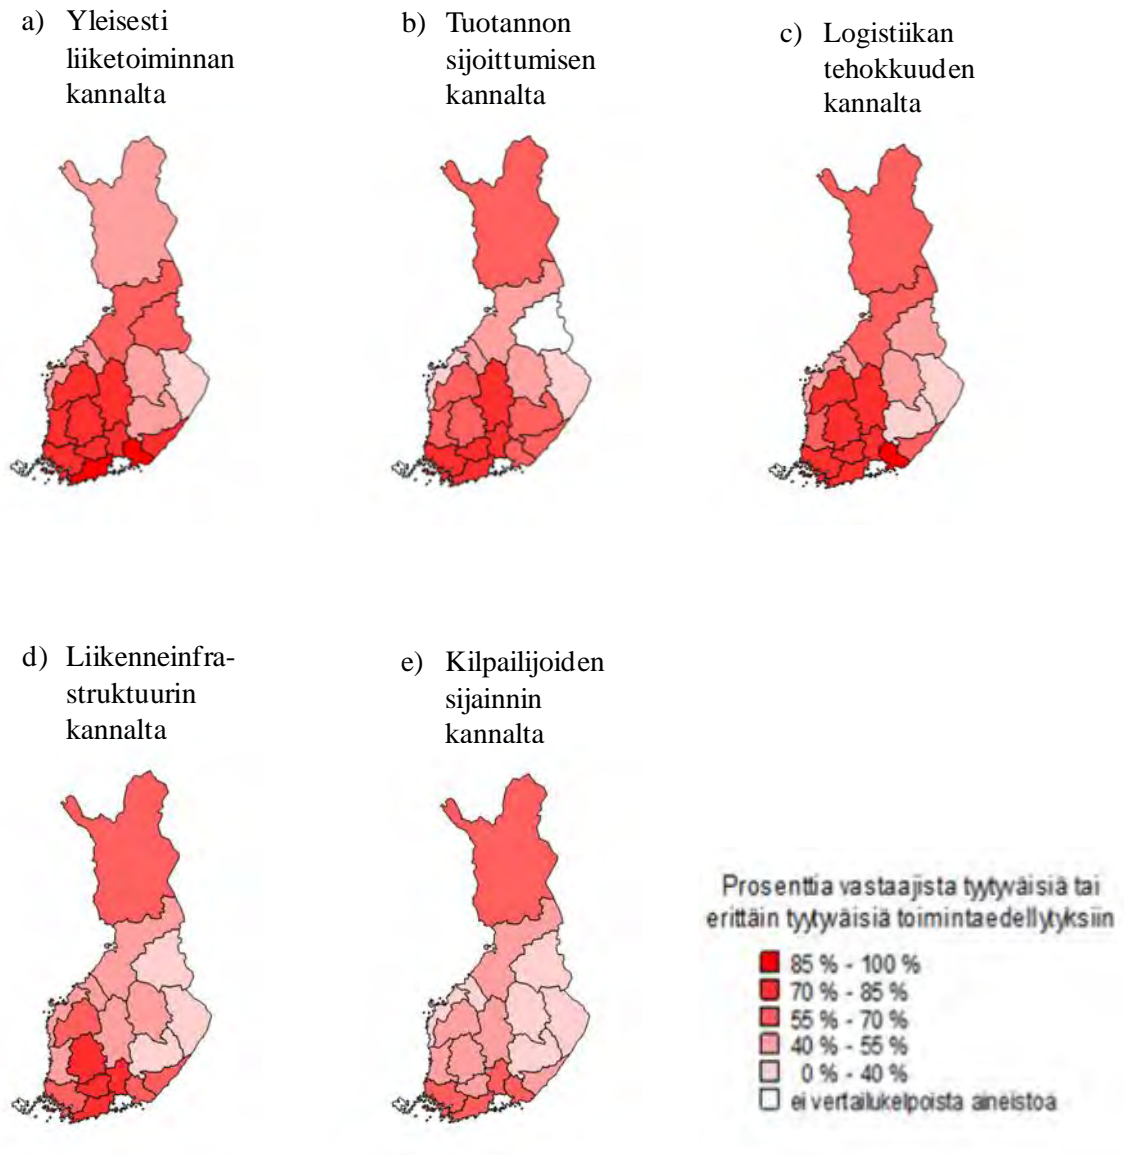 a) Yleisesti
liiketoiminnan
kannalta
b) Tuotannon
sijoittumisen
kannalta
c) Logistiikan
tehokkuuden
kannalta
d) Liikenneinfra-
struktuurin
kannalta
e) Kilpailijoiden
sijainnin
kannalta
Prosenttia vastaajista tyytyväisiä tai
erittäin tyytyväisiä toimintaedellytyksiin
85 % - 100 %
70 % - 85 %
55 % - 70 %
40 % - 55 %
0 % - 40 %
ei vertailukelpoista aineistoa